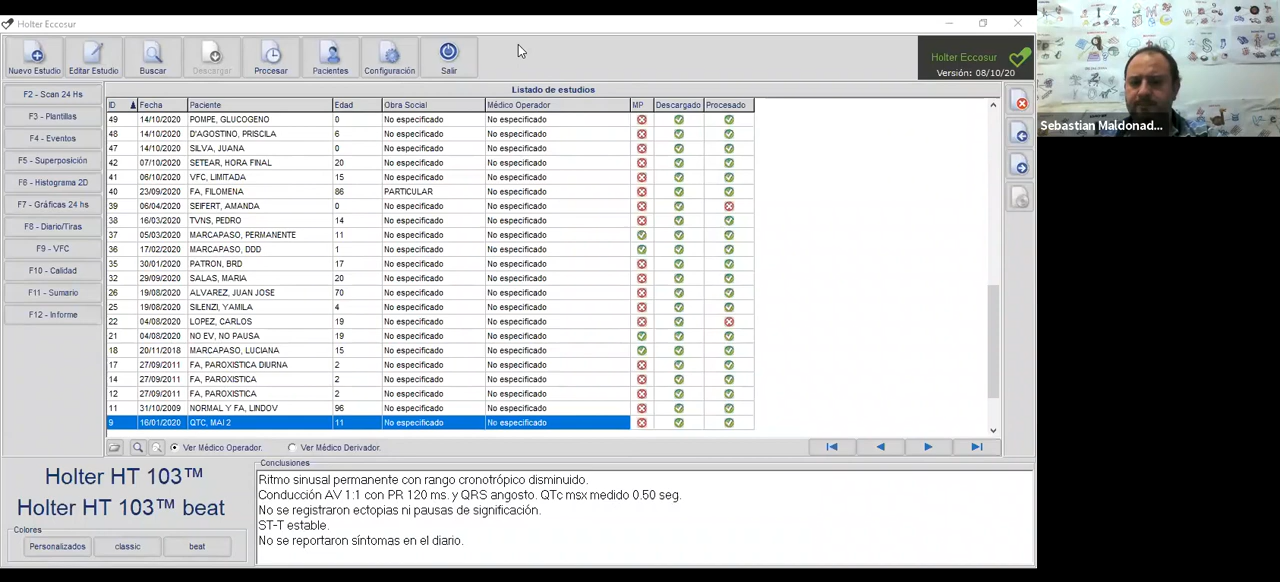 Holter Eccosur
Nuevo Estudio
Editar Estudio
Buscar
Descargar
Procesar
Pacientes
Configuración
Salir
Holter Eccosur
Versión: 08/10/20
Sebastian Maldonad...
F2 - Scan 24 Hs
F3 - Plantillas
F4 - Eventos
F5 - Superposición
F6 - Histograma 2D
F7 - Gráficas 24 hs
F8 - Diario/Tiras
F9 - VFC
F10 - Calidad
F11 - Sumario
F12 - Informe
Listado de estudios
ID Fecha Paciente Edad Obra Social Médico Operador MP Descargado Procesado
49 14/10/2020 POMPE, GLUCOGENO 0 No especificado No especificado
48 14/10/2020 D'AGOSTINO, PRISCILA 6 No especificado No especificado
47 14/10/2020 SILVA, JUANA No especificado No especificado
42 07/10/2020 SETEAR, HORA FINAL 20 No especificado No especificado
41 06/10/2020 VFC, LIMITADA 15 No especificado No especificado
40 23/09/2020 FA, FILOMENA 86 PARTICULAR No especificado
39 06/04/2020 SEIFERT, AMANDA 0 No especificado No especificado
38 16/03/2020 TVNS, PEDRO 14 No especificado No especificado
37 05/03/2020 MARCAPASO, PERMANENTE 11 No especificado No especificado
36 17/02/2020 MARCAPASO, DDD 1 No especificado No especificado
35 30/01/2020 PATRON, BRD 17 No especificado No especificado
32 29/09/2020 SALAS, MARIA 20 No especificado No especificado
26 19/08/2020 ALVAREZ, JUAN JOSE 70 No especificado No especificado
25 19/08/2020 SILENZI, YAMILA 4 No especificado No especificado
22 04/08/2020 LOPEZ, CARLOS 19 No especificado No especificado
21 04/08/2020 NO EV, NO PAUSA 19 No especificado No especificado
18 20/11/2018 MARCAPASO, LUCIANA 15 No especificado No especificado
17 27/09/2011 FA, PAROXISTICA DIURNA 2 No especificado No especificado
14 27/09/2011 FA, PAROXISTICA 2 No especificado No especificado
12 27/09/2011 FA, PAROXISTICA 2 No especificado No especificado
11 31/10/2009 NORMAL Y FA, LINDOV 96 No especificado No especificado
9 16/01/2020 QTC, MAI 2 11 No especificado No especificado
Ver Médico Operador.
Ver Médico Derivador.
Holter HT 103™
Holter HT 103™ beat
Colores
Personalizados
classic
beat
Conclusiones
Ritmo sinusal permanente con rango cronotrópico disminuido.
Conducción AV 1:1 con PR 120 ms. y QRS angosto. QTc msx medido 0.50 seg.
No se registraron ectopias ni pausas de significación.
ST-T estable.
No se reportaron síntomas en el diario.